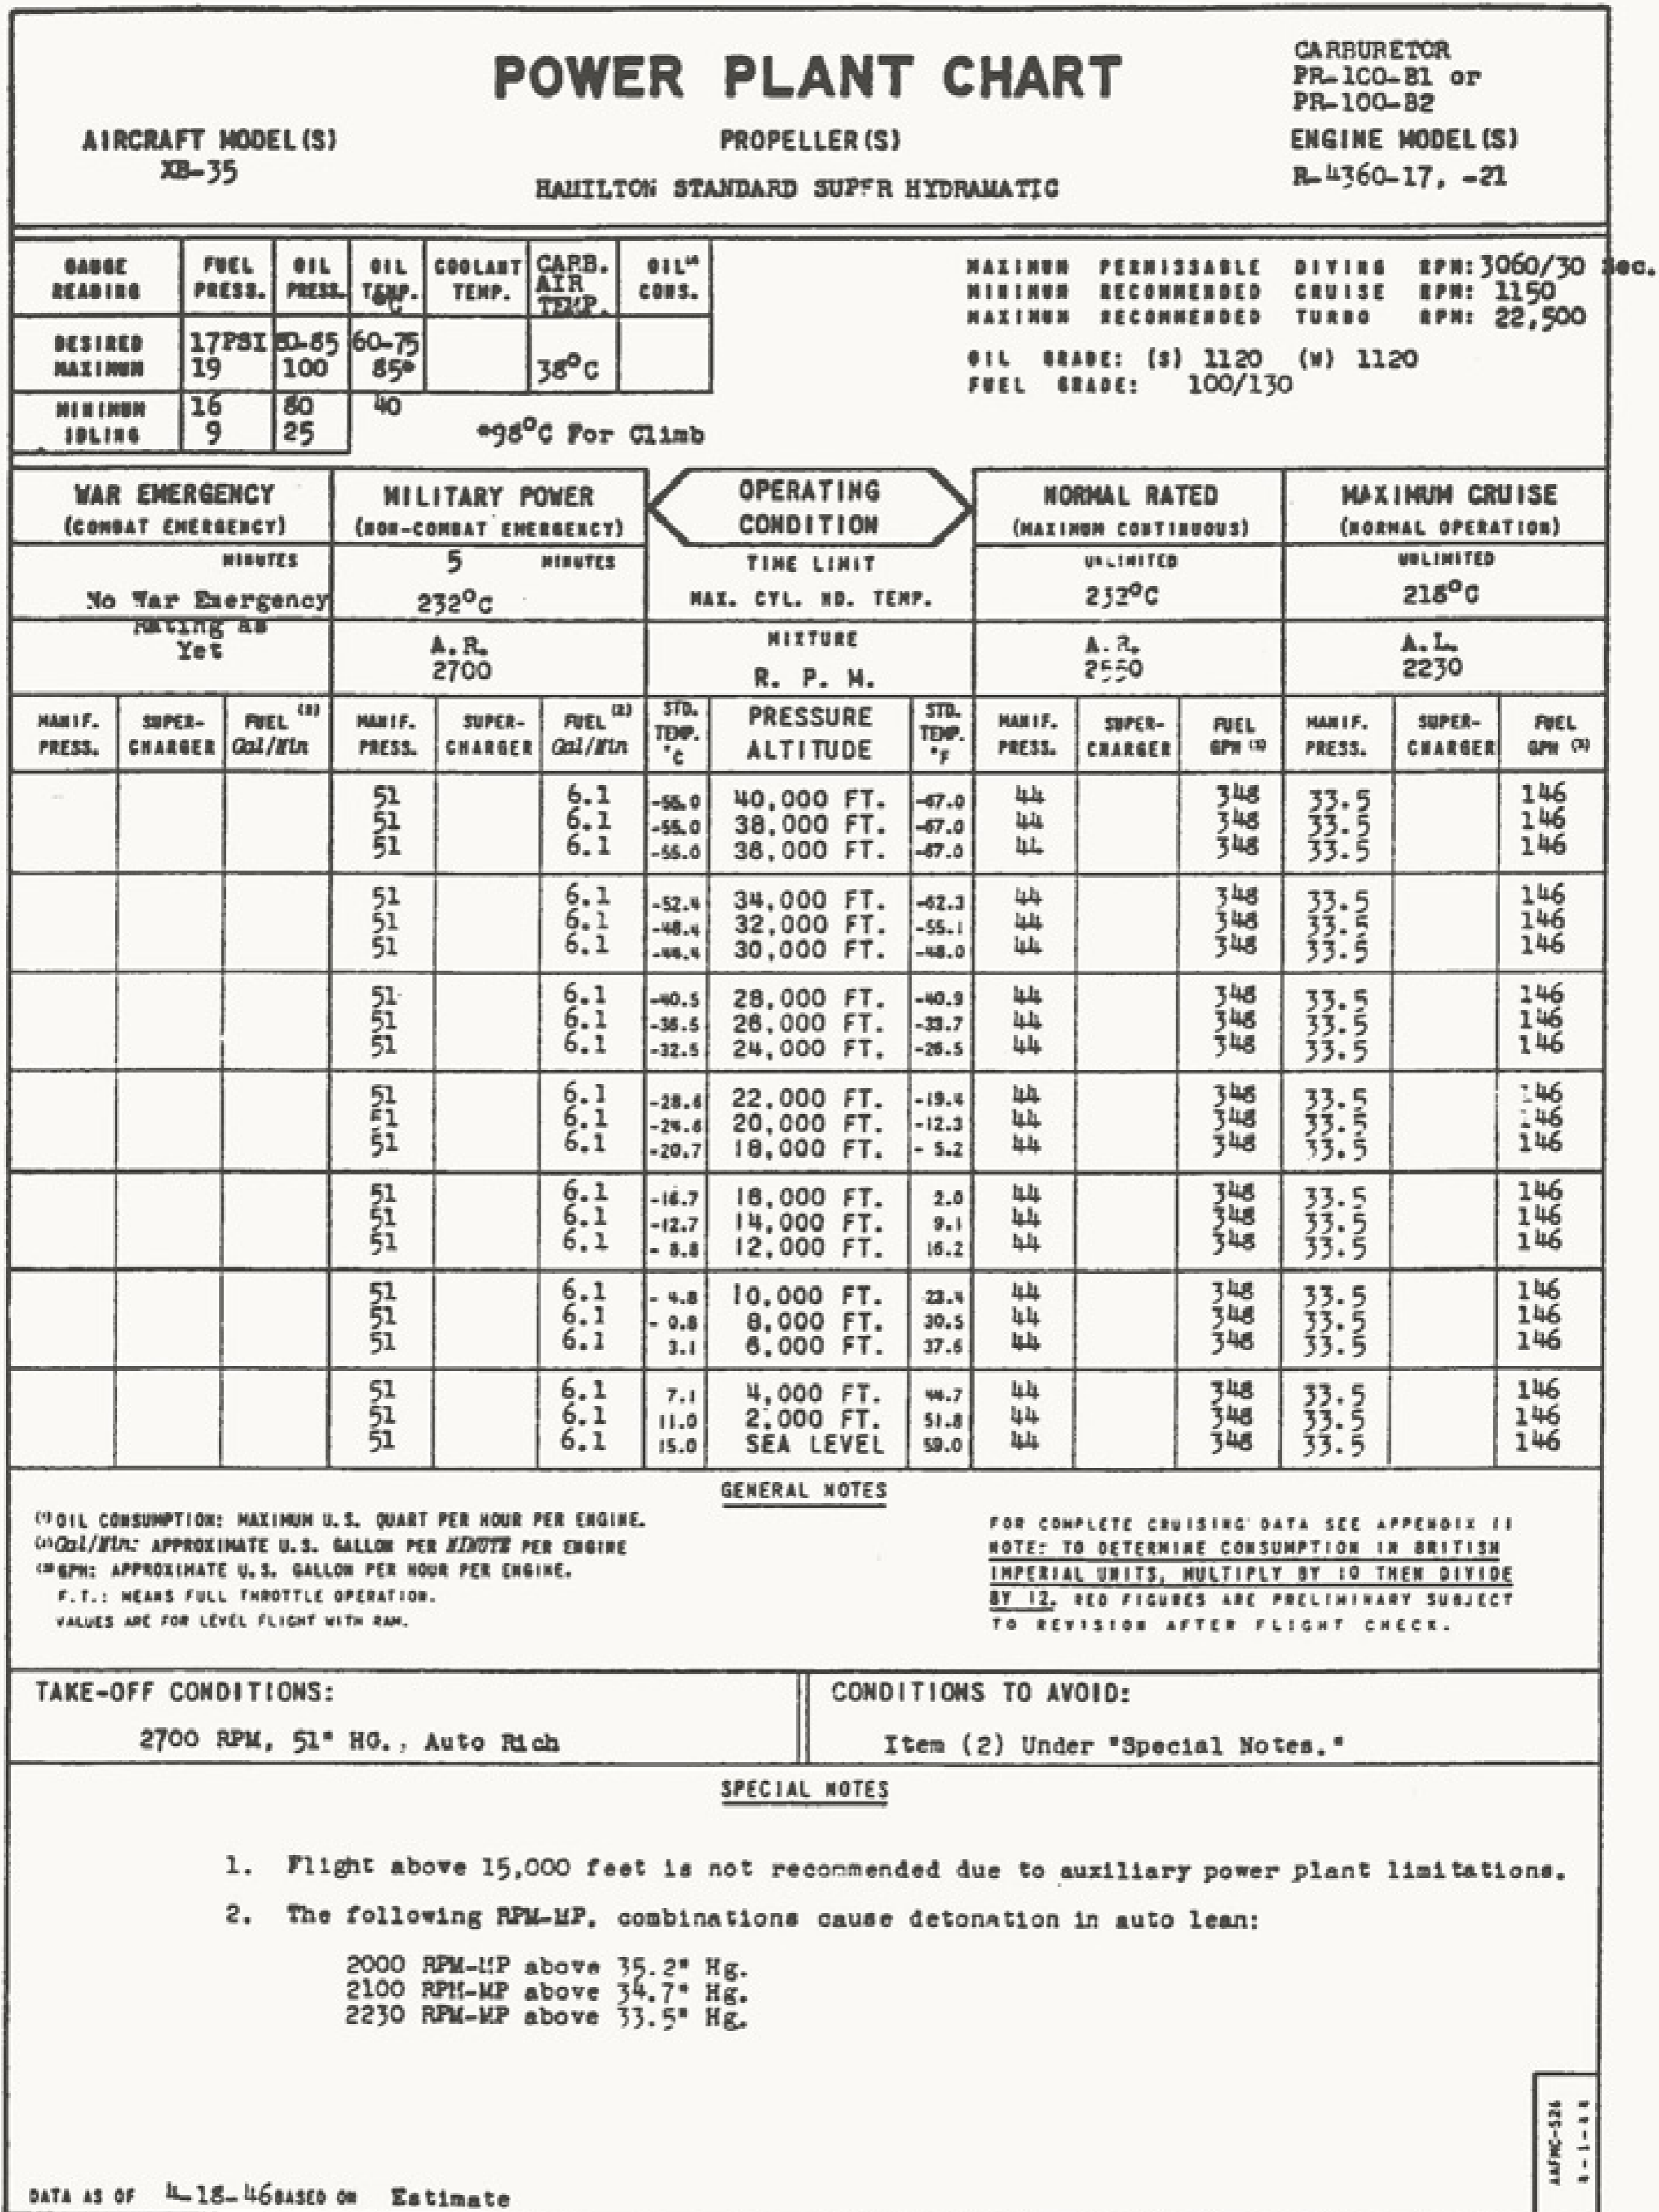 POWER PLANT CHART
CARBURETOR
PR-100-B1 or
PR-100-B2
AIRCRAFT MODEL(S)
XB-35
PROPELLER(S)
HAMILTON STANDARD SUPER HYDRAMATIC
ENGINE MODEL(S)
R-4360-17, -21
GAUGE READING FUEL PRESS. OIL PRESS. OIL TEMP. °C COOLANT TEMP. CARB. AIR TEMP. OIL CONS.
DESIRED 17PSI 80-85 60-75
MAXIMUM 19 100 85* 38°C
MINIMUM 16 80 40
IDLING 9 25
*98°C For Climb
MAXIMUM PERMISSABLE DIVING RPM: 3060/30 Sec.
MINIMUM RECOMMENDED CRUISE RPM: 1150
MAXIMUM RECOMMENDED TURBO RPM: 22,500
OIL GRADE: (S) 1120 (W) 1120
FUEL GRADE: 100/130
WAR EMERGENCY MILITARY POWER OPERATING CONDITION NORMAL RATED MAXIMUM CRUISE
(COMBAT EMERGENCY) (NON-COMBAT EMERGENCY) (MAXIMUM CONTINUOUS) (NORMAL OPERATION)
MINUTES 5 MINUTES TIME LIMIT UNLIMITED UNLIMITED
No War Emergency 232°C MAX. CYL. HD. TEMP. 232°C 218°C
Rating as
Yet A.R. MIXTURE A.R. A.L.
2700 R. P. M. 2550 2230
MANIF. PRESS. SUPER-CHARGER FUEL (2) Gal/Min MANIF. PRESS. SUPER-CHARGER FUEL (2) Gal/Min STD. TEMP. °C PRESSURE ALTITUDE STD. TEMP. °F MANIF. PRESS. SUPER-CHARGER FUEL GPH (3) MANIF. PRESS. SUPER-CHARGER FUEL GPH (3)
51 6.1 -55.0 40,000 FT. -67.0 44 348 33.5 146
51 6.1 -55.0 38,000 FT. -67.0 44 348 33.5 146
51 6.1 -55.0 36,000 FT. -67.0 44 348 33.5 146
51 6.1 -52.4 34,000 FT. -62.3 44 348 33.5 146
51 6.1 -48.4 32,000 FT. -55.1 44 348 33.5 146
51 6.1 -44.4 30,000 FT. -48.0 44 348 33.5 146
51 6.1 -40.5 28,000 FT. -40.9 44 348 33.5 146
51 6.1 -36.5 26,000 FT. -33.7 44 348 33.5 146
51 6.1 -32.5 24,000 FT. -26.5 44 348 33.5 146
51 6.1 -28.6 22,000 FT. -19.4 44 348 33.5 146
51 6.1 -24.6 20,000 FT. -12.3 44 348 33.5 146
51 6.1 -20.7 18,000 FT. - 5.2 44 348 33.5 146
51 6.1 -16.7 16,000 FT. 2.0 44 348 33.5 146
51 6.1 -12.7 14,000 FT. 9.1 44 348 33.5 146
51 6.1 - 8.8 12,000 FT. 16.2 44 348 33.5 146
51 6.1 - 4.8 10,000 FT. 23.4 44 348 33.5 146
51 6.1 - 0.8 8,000 FT. 30.5 44 348 33.5 146
51 6.1 3.1 6,000 FT. 37.6 44 348 33.5 146
51 6.1 7.1 4,000 FT. 44.7 44 348 33.5 146
51 6.1 11.0 2,000 FT. 51.8 44 348 33.5 146
51 6.1 15.0 SEA LEVEL 59.0 44 348 33.5 146
GENERAL NOTES
(1) OIL CONSUMPTION: MAXIMUM U.S. QUART PER HOUR PER ENGINE.
(2) Gal/Min: APPROXIMATE U.S. GALLON PER MINUTE PER ENGINE
(3) GPH: APPROXIMATE U.S. GALLON PER HOUR PER ENGINE.
F.T.: MEANS FULL THROTTLE OPERATION.
VALUES ARE FOR LEVEL FLIGHT WITH RAM.
FOR COMPLETE CRUISING DATA SEE APPENDIX II
NOTE: TO DETERMINE CONSUMPTION IN BRITISH
IMPERIAL UNITS, MULTIPLY BY 10 THEN DIVIDE
BY 12. RED FIGURES ARE PRELIMINARY SUBJECT
TO REVISION AFTER FLIGHT CHECK.
TAKE-OFF CONDITIONS:
2700 RPM, 51" HG., Auto Rich
CONDITIONS TO AVOID:
Item (2) Under "Special Notes."
SPECIAL NOTES
1. Flight above 15,000 feet is not recommended due to auxiliary power plant limitations.
2. The following RPM-MP. combinations cause detonation in auto lean:
2000 RPM-MP above 35.2" Hg.
2100 RPM-MP above 34.7" Hg.
2230 RPM-MP above 33.5" Hg.
AAFMC-526
4-1-44
DATA AS OF 4-18-46 BASED ON Estimate